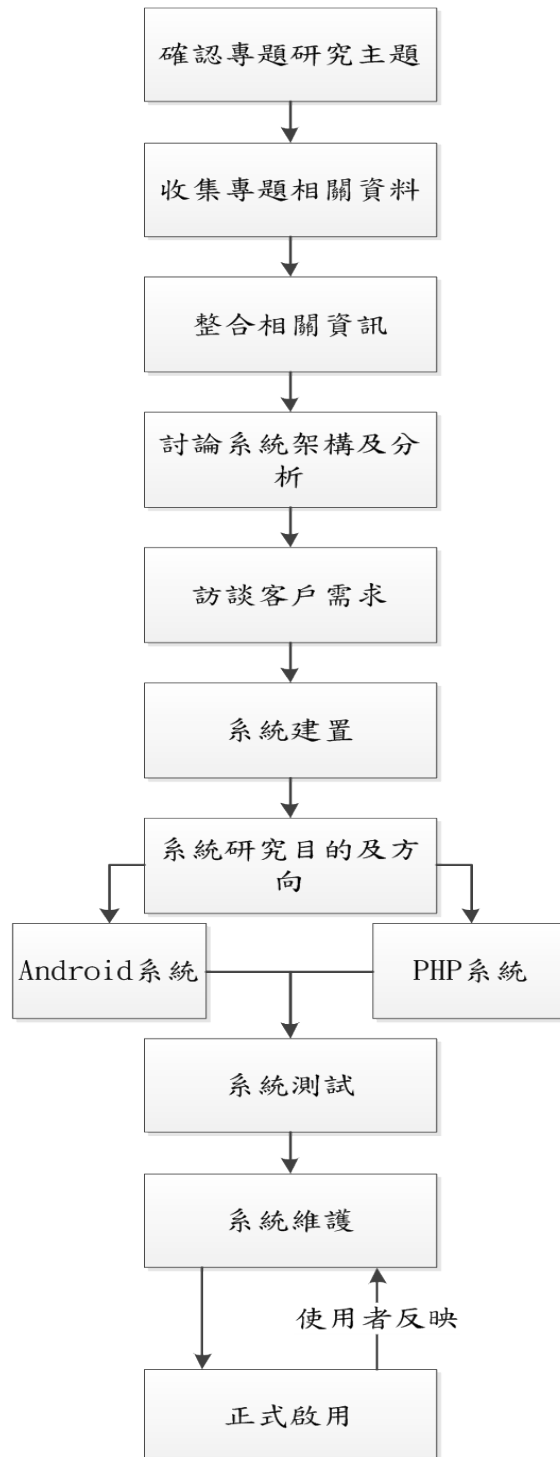 確認專題研究主題
收集專題相關資料
整合相關資訊
討論系統架構及分
析
訪談客戶需求
系統建置
系統研究目的及方
向
Android系統
PHP系統
系統測試
系統維護
使用者反映
正式啟用